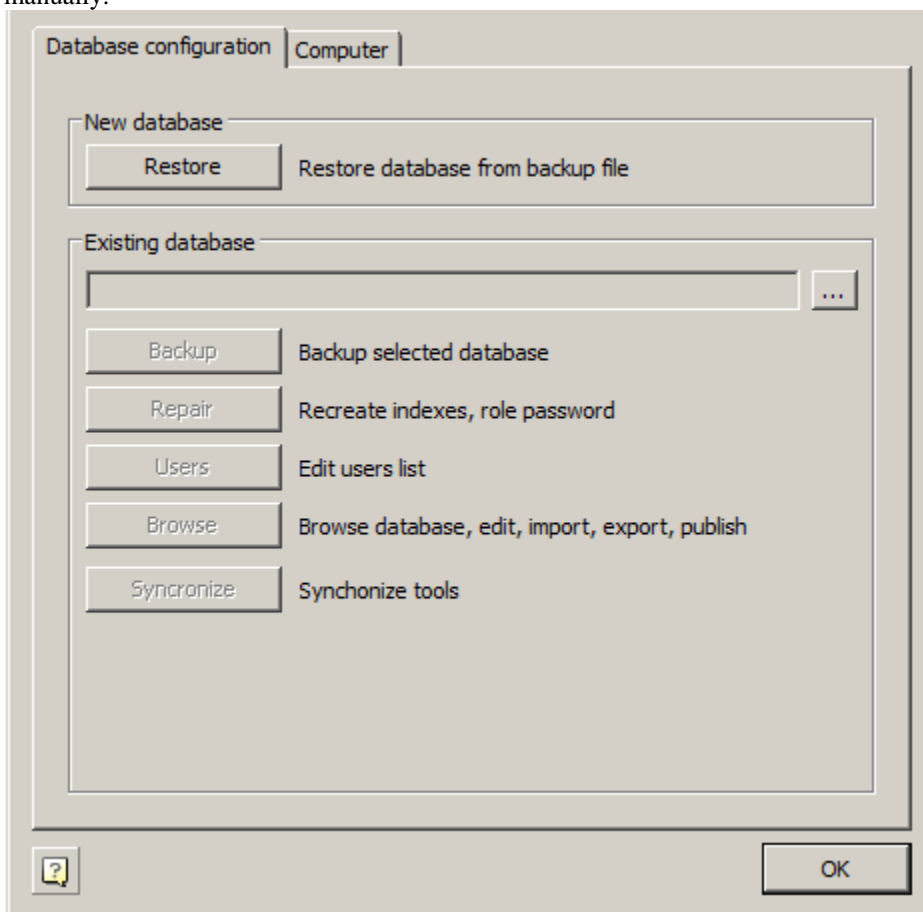 manually.
Database configuration Computer
New database
Restore Restore database from backup file
Existing database
...
Backup Backup selected database
Repair Recreate indexes, role password
Users Edit users list
Browse Browse database, edit, import, export, publish
Syncronize Synchonize tools
?
OK